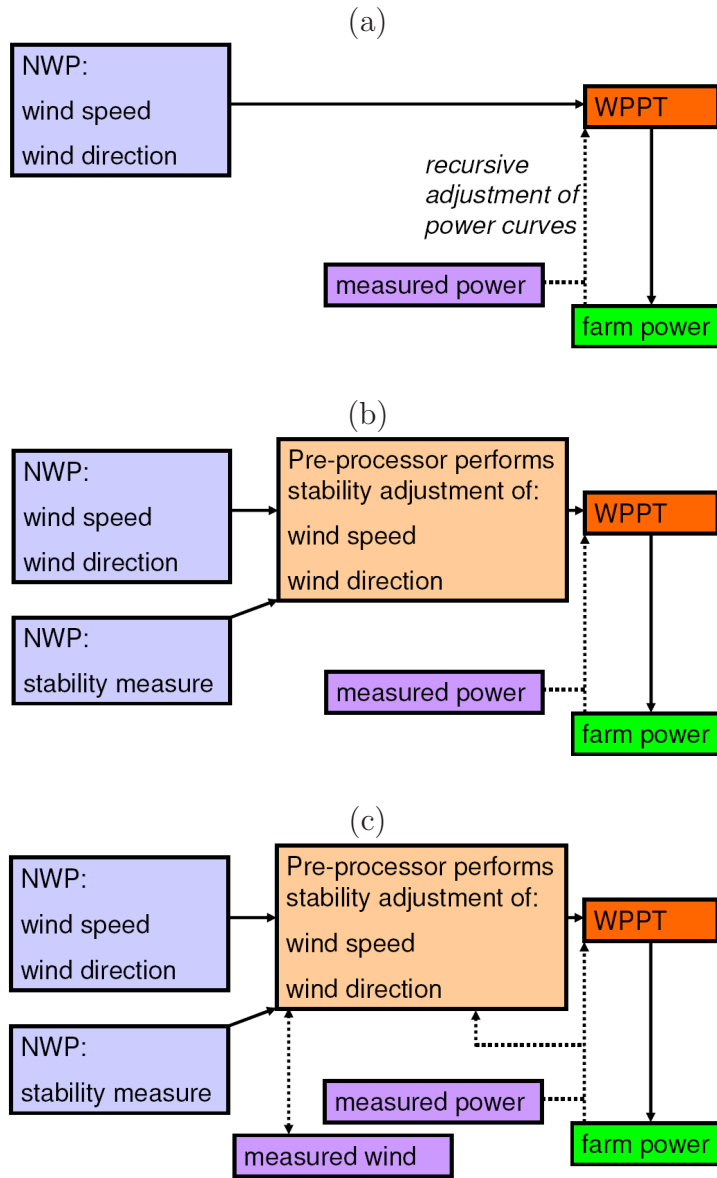 (a)
NWP:
wind speed
wind direction
WPPT
recursive
adjustment of
power curves
measured power
farm power
(b)
NWP:
wind speed
wind direction
Pre-processor performs
stability adjustment of:
wind speed
wind direction
WPPT
NWP:
stability measure
measured power
farm power
(c)
NWP:
wind speed
wind direction
Pre-processor performs
stability adjustment of:
wind speed
wind direction
WPPT
NWP:
stability measure
measured power
farm power
measured wind